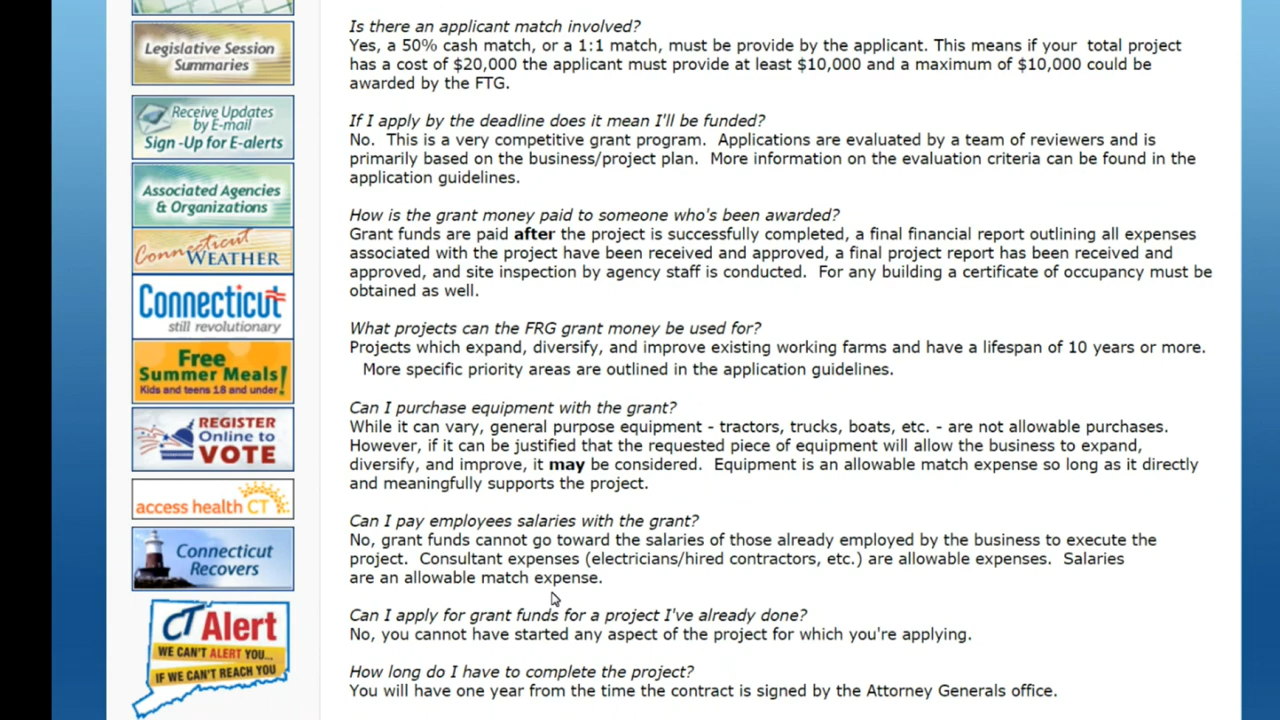 Legislative Session
Summaries
Receive Updates
by E-mail
Sign -Up for E-alerts
Associated Agencies
& Organizations
Connecticut
WEATHER
Connecticut
still revolutionary
Free
Summer Meals!
Kids and teens 18 and under!
REGISTER
Online to
VOTE
access health CT
Connecticut
Recovers
CT Alert
WE CAN'T ALERT YOU...
IF WE CAN'T REACH YOU
Is there an applicant match involved?
Yes, a 50% cash match, or a 1:1 match, must be provide by the applicant. This means if your total project
has a cost of $20,000 the applicant must provide at least $10,000 and a maximum of $10,000 could be
awarded by the FTG.
If I apply by the deadline does it mean I'll be funded?
No. This is a very competitive grant program. Applications are evaluated by a team of reviewers and is
primarily based on the business/project plan. More information on the evaluation criteria can be found in the
application guidelines.
How is the grant money paid to someone who's been awarded?
Grant funds are paid after the project is successfully completed, a final financial report outlining all expenses
associated with the project have been received and approved, a final project report has been received and
approved, and site inspection by agency staff is conducted. For any building a certificate of occupancy must be
obtained as well.
What projects can the FRG grant money be used for?
Projects which expand, diversify, and improve existing working farms and have a lifespan of 10 years or more.
More specific priority areas are outlined in the application guidelines.
Can I purchase equipment with the grant?
While it can vary, general purpose equipment - tractors, trucks, boats, etc. - are not allowable purchases.
However, if it can be justified that the requested piece of equipment will allow the business to expand,
diversify, and improve, it may be considered. Equipment is an allowable match expense so long as it directly
and meaningfully supports the project.
Can I pay employees salaries with the grant?
No, grant funds cannot go toward the salaries of those already employed by the business to execute the
project. Consultant expenses (electricians/hired contractors, etc.) are allowable expenses. Salaries
are an allowable match expense.
Can I apply for grant funds for a project I've already done?
No, you cannot have started any aspect of the project for which you're applying.
How long do I have to complete the project?
You will have one year from the time the contract is signed by the Attorney Generals office.